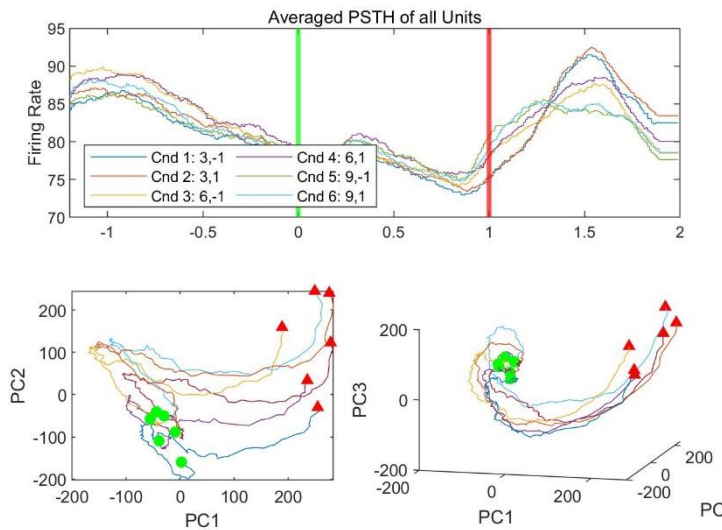 Averaged PSTH of all Units
95
90
85
80
75
70
Firing Rate
Cnd 1: 3,-1
Cnd 2: 3,1
Cnd 3: 6,-1
Cnd 4: 6,1
Cnd 5: 9,-1
Cnd 6: 9,1
-1 -0.5 0 0.5 1 1.5 2
200
100
0
-100
-200
PC2
-200 -100 0 100 200
PC1
200
0
-200
PC3
0 200
PC1
-200
0
200
PC